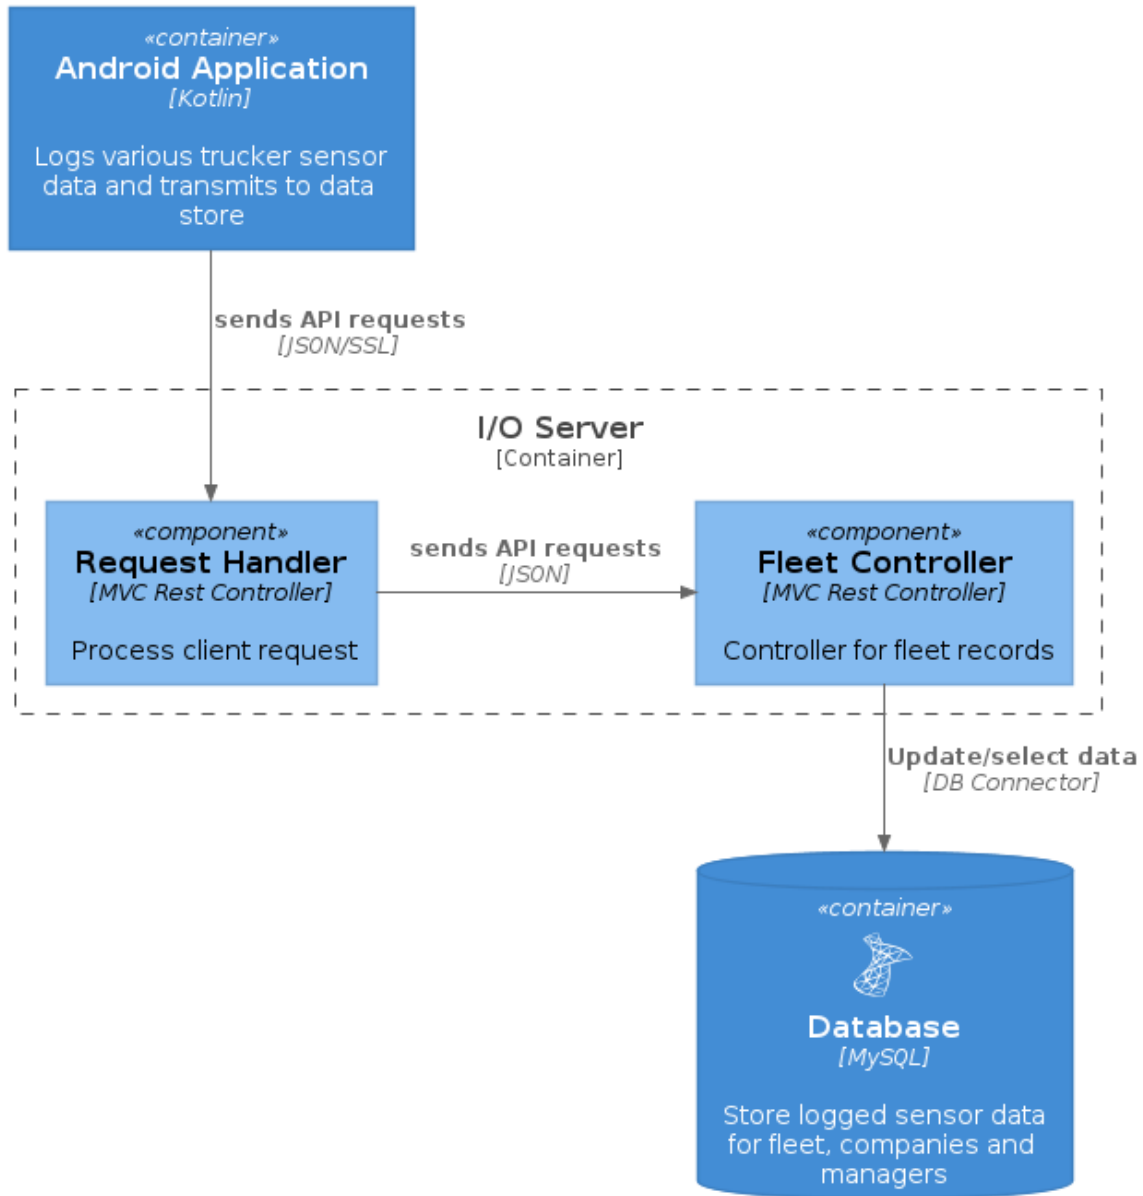 «container»
Android Application
[Kotlin]
Logs various trucker sensor
data and transmits to data
store
sends API requests
[JSON/SSL]
I/O Server
[Container]
«component»
Request Handler
[MVC Rest Controller]
Process client request
sends API requests
[JSON]
«component»
Fleet Controller
[MVC Rest Controller]
Controller for fleet records
Update/select data
[DB Connector]
«container»
Database
[MySQL]
Store logged sensor data
for fleet, companies and
managers